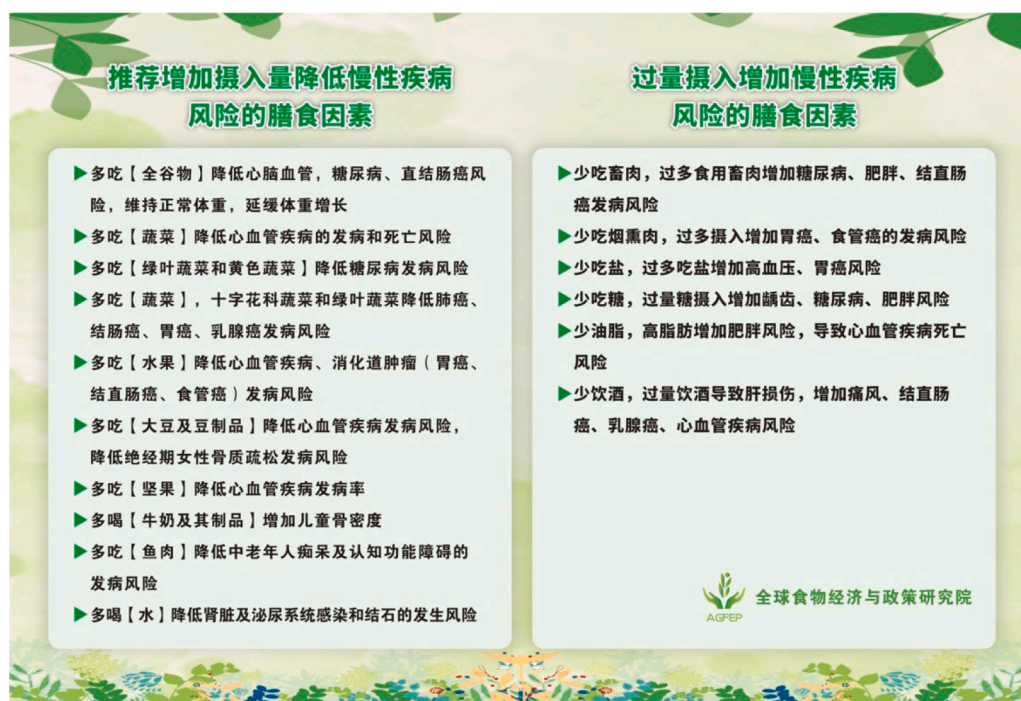 推荐增加摄入量降低慢性疾病
风险的膳食因素
▶多吃【全谷物】降低心脑血管，糖尿病、直结肠癌风
险，维持正常体重，延缓体重增长
▶多吃【蔬菜】降低心血管疾病的发病和死亡风险
▶多吃【绿叶蔬菜和黄色蔬菜】降低糖尿病发病风险
▶多吃【蔬菜】，十字花科蔬菜和绿叶蔬菜降低肺癌、
结肠癌、胃癌、乳腺癌发病风险
▶多吃【水果】降低心血管疾病、消化道肿瘤（胃癌、
结直肠癌、食管癌）发病风险
▶多吃【大豆及豆制品】降低心血管疾病发病风险，
降低绝经期女性骨质疏松发病风险
▶多吃【坚果】降低心血管疾病发病率
▶多喝【牛奶及其制品】增加儿童骨密度
▶多吃【鱼肉】降低中老年人痴呆及认知功能障碍的
发病风险
▶多喝【水】降低肾脏及泌尿系统感染和结石的发生风险
过量摄入增加慢性疾病
风险的膳食因素
▶少吃畜肉，过多食用畜肉增加糖尿病、肥胖、结直肠
癌发病风险
▶少吃烟熏肉，过多摄入增加胃癌、食管癌的发病风险
▶少吃盐，过多吃盐增加高血压、胃癌风险
▶少吃糖，过量糖摄入增加龋齿、糖尿病、肥胖风险
▶少油脂，高脂肪增加肥胖风险，导致心血管疾病死亡
风险
▶少饮酒，过量饮酒导致肝损伤，增加痛风、结直肠
癌、乳腺癌、心血管疾病风险
全球食物经济与政策研究院
AGFEP